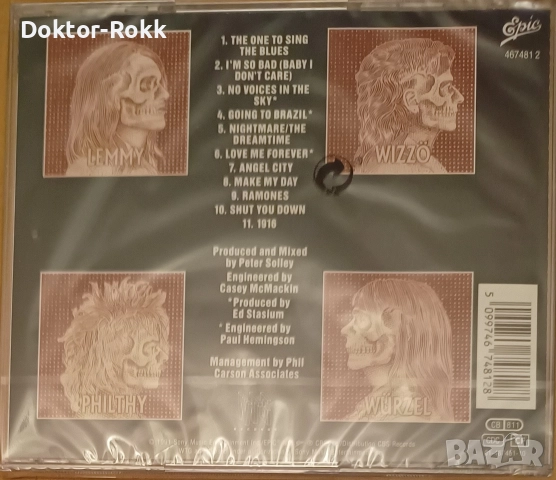 Doktor-Rokk
Epic
467481 2
1. THE ONE TO SING
THE BLUES
2. I'M SO BAD (BABY I
DON'T CARE)
3. NO VOICES IN THE
SKY*
4. GOING TO BRAZIL*
5. NIGHTMARE/THE
DREAMTIME
6. LOVE ME FOREVER*
7. ANGEL CITY
8. MAKE MY DAY
9. RAMONES
10. SHUT YOU DOWN
11. 1916
LEMMY
WIZZÖ
Produced and Mixed
by Peter Solley
Engineered by
Casey McMackin
* Produced by
Ed Stasium
* Engineered by
Paul Hemingson
Management by Phil
Carson Associates
PHILTHY
WÜRZEL
5 099746 748128
CB 811
BAZAR
bg